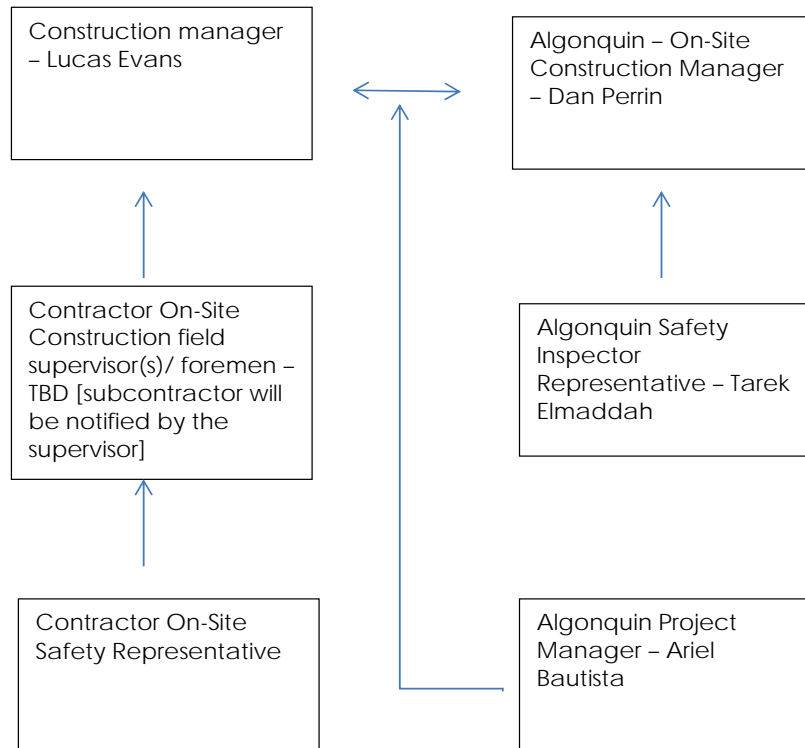 Construction manager
– Lucas Evans
Algonquin – On-Site
Construction Manager
– Dan Perrin
Contractor On-Site
Construction field
supervisor(s)/ foremen –
TBD [subcontractor will
be notified by the
supervisor]
Algonquin Safety
Inspector
Representative – Tarek
Elmaddah
Contractor On-Site
Safety Representative
Algonquin Project
Manager – Ariel
Bautista